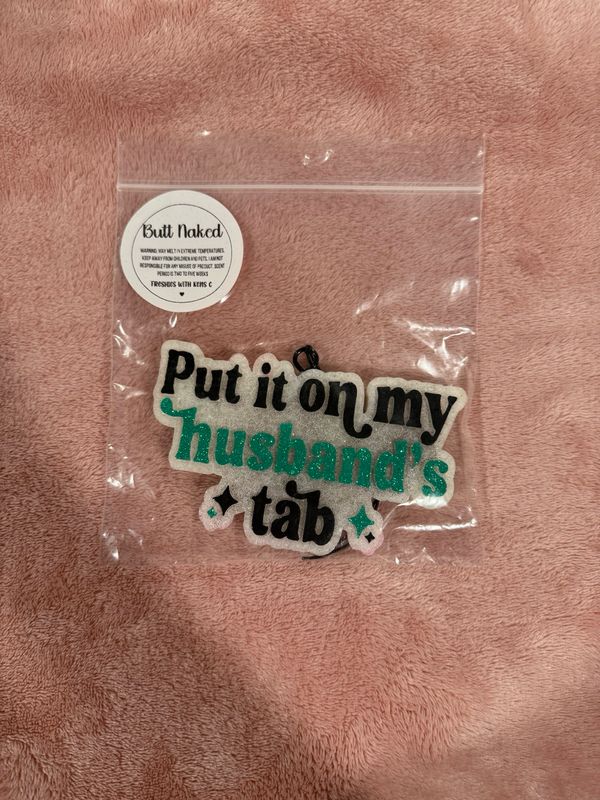 Butt Naked
WARNING: MAY MELT IN EXTREME TEMPERATURES.
KEEP AWAY FROM CHILDREN AND PETS. I AM NOT
RESPONSIBLE FOR ANY MISUSE OF PRODUCT. SCENT
PERIOD IS TWO TO FIVE WEEKS
FRESHIES WITH KENS C
Put it on my
husband's
tab